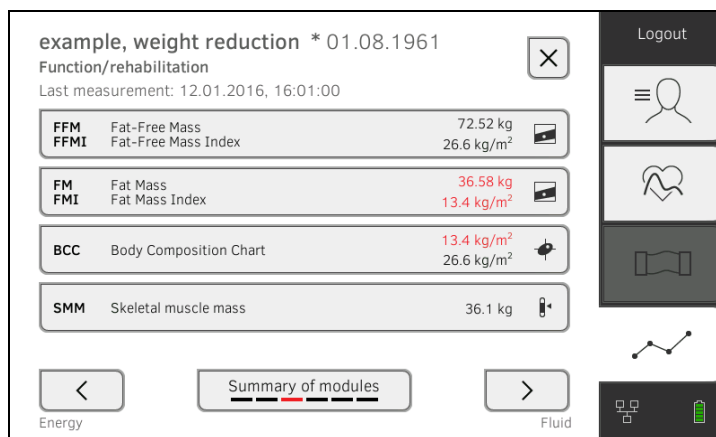 Logout
example, weight reduction * 01.08.1961
Function/rehabilitation
Last measurement: 12.01.2016, 16:01:00
FFM Fat-Free Mass 72.52 kg
FFMI Fat-Free Mass Index 26.6 kg/m²
FM Fat Mass 36.58 kg
FMI Fat Mass Index 13.4 kg/m²
13.4 kg/m²
BCC Body Composition Chart
26.6 kg/m²
SMM Skeletal muscle mass 36.1 kg
Summary of modules
Energy Fluid